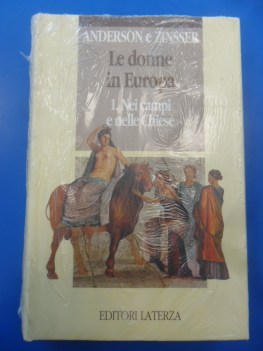 ANDERSON e ZINSSER
Le donne
in Europa
1. Nei campi
e nelle Chiese
EDITORI LATERZA